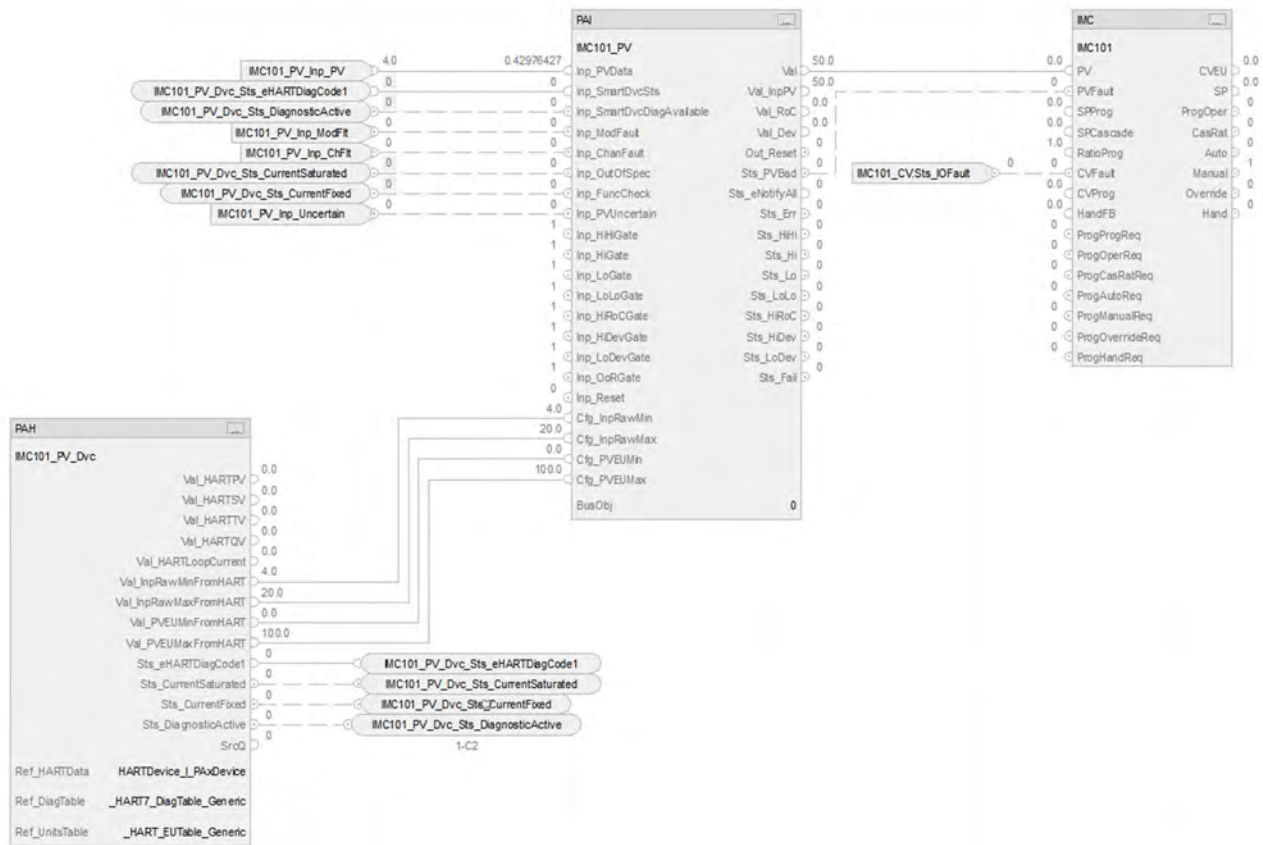 PAI ...
IMC101_PV
4.0 0.42976427 50.0
IMC101_PV_Inp_PV Inp_PVData Val
0 0 50.0
IMC101_PV_Dvc_Sts_eHARTDiagCode1 Inp_SmartDvcSts Val_InpPV
0 0 0.0
IMC101_PV_Dvc_Sts_DiagnosticActive Inp_SmartDvcDiagAvailable Val_RoC
0 0 0.0
IMC101_PV_Inp_ModFlt Inp_ModFault Val_Dev
0 0 0
IMC101_PV_Inp_ChFlt Inp_ChanFault Out_Reset
0 0 0
IMC101_PV_Dvc_Sts_CurrentSaturated Inp_OutOfSpec Sts_PVBad
0 0 0
IMC101_PV_Dvc_Sts_CurrentFixed Inp_FuncCheck Sts_eNotifyAll
0 0 0
IMC101_PV_Inp_Uncertain Inp_PVUncertain Sts_Err
1 0
Inp_HiHiGate Sts_HiHi
1 0
Inp_HiGate Sts_Hi
1 0
Inp_LoGate Sts_Lo
1 0
Inp_LoLoGate Sts_LoLo
1 0
Inp_HiRoCGate Sts_HiRoC
1 0
Inp_HiDevGate Sts_HiDev
1 0
Inp_LoDevGate Sts_LoDev
1 0
Inp_OoRGate Sts_Fail
0
Inp_Reset
4.0
Cfg_InpRawMin
20.0
Cfg_InpRawMax
0.0
Cfg_PVEUMin
100.0
Cfg_PVEUMax
BusObj 0
IMC ...
IMC101
0.0 0.0
PV CVEU
0 0.0
PVFault SP
0.0 0
SPProg ProgOper
0.0 0
SPCascade CasRat
1.0 0
RatioProg Auto
IMC101_CV.Sts_IOFault 0 0 1
CVFault Manual
0.0 0
CVProg Override
0.0 0
HandFB Hand
0
ProgProgReq
0
ProgOperReq
0
ProgCasRatReq
0
ProgAutoReq
0
ProgManualReq
0
ProgOverrideReq
0
ProgHandReq
PAH ...
IMC101_PV_Dvc
0.0
Val_HARTPV
0.0
Val_HARTSV
0.0
Val_HARTTV
0.0
Val_HARTQV
0.0
Val_HARTLoopCurrent
4.0
Val_InpRawMinFromHART
20.0
Val_InpRawMaxFromHART
0.0
Val_PVEUMinFromHART
100.0
Val_PVEUMaxFromHART
0
Sts_eHARTDiagCode1 IMC101_PV_Dvc_Sts_eHARTDiagCode1
0
Sts_CurrentSaturated IMC101_PV_Dvc_Sts_CurrentSaturated
0
Sts_CurrentFixed IMC101_PV_Dvc_Sts_CurrentFixed
0
Sts_DiagnosticActive IMC101_PV_Dvc_Sts_DiagnosticActive
0
SrcQ 1-C2
Ref_HARTData HARTDevice_I_PAxDevice
Ref_DiagTable _HART7_DiagTable_Generic
Ref_UnitsTable _HART_EUTable_Generic